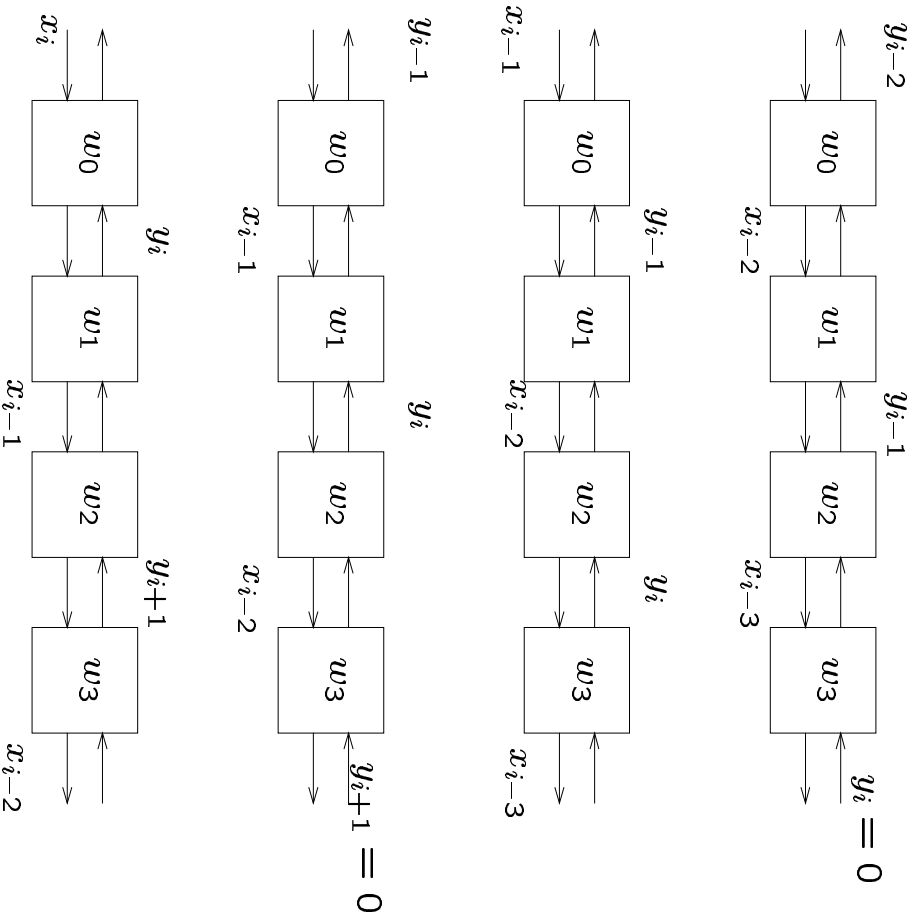 y_{i-2} y_{i-1} y_i = 0
w_0 w_1 w_2 w_3
x_{i-2} x_{i-3}
y_{i-1} y_i
w_0 w_1 w_2 w_3
x_{i-1} x_{i-2} x_{i-3}
y_{i-1} y_i y_{i+1} = 0
w_0 w_1 w_2 w_3
x_{i-1} x_{i-2}
y_i y_{i+1}
w_0 w_1 w_2 w_3
x_i x_{i-1} x_{i-2}